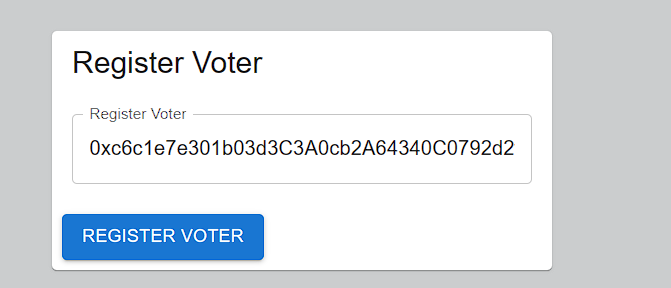 Register Voter
Register Voter
0xc6c1e7e301b03d3C3A0cb2A64340C0792d2
REGISTER VOTER